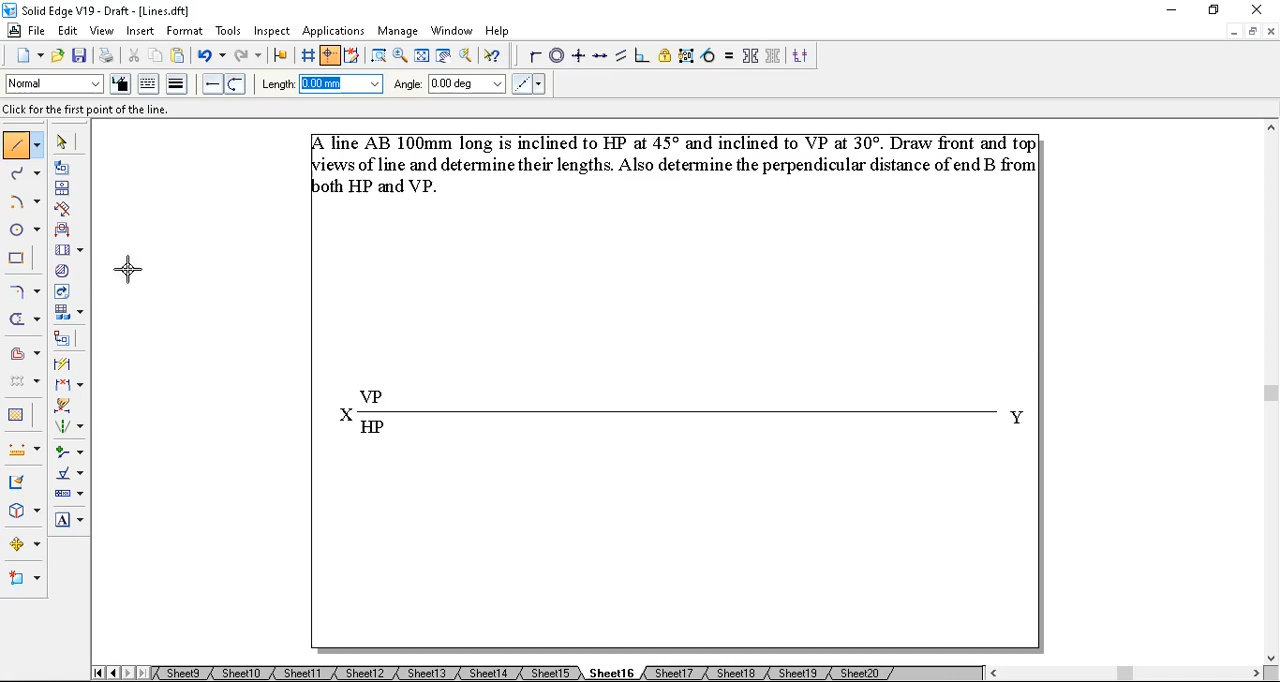 Solid Edge V19 - Draft - [Lines.dft]
File Edit View Insert Format Tools Inspect Applications Manage Window Help
Normal Length: 0.00 mm Angle: 0.00 deg
Click for the first point of the line.
A line AB 100mm long is inclined to HP at 45° and inclined to VP at 30°. Draw front and top
views of line and determine their lengths. Also determine the perpendicular distance of end B from
both HP and VP.
VP
X
Y
HP
A
Sheet9 Sheet10 Sheet11 Sheet12 Sheet13 Sheet14 Sheet15 Sheet16 Sheet17 Sheet18 Sheet19 Sheet20